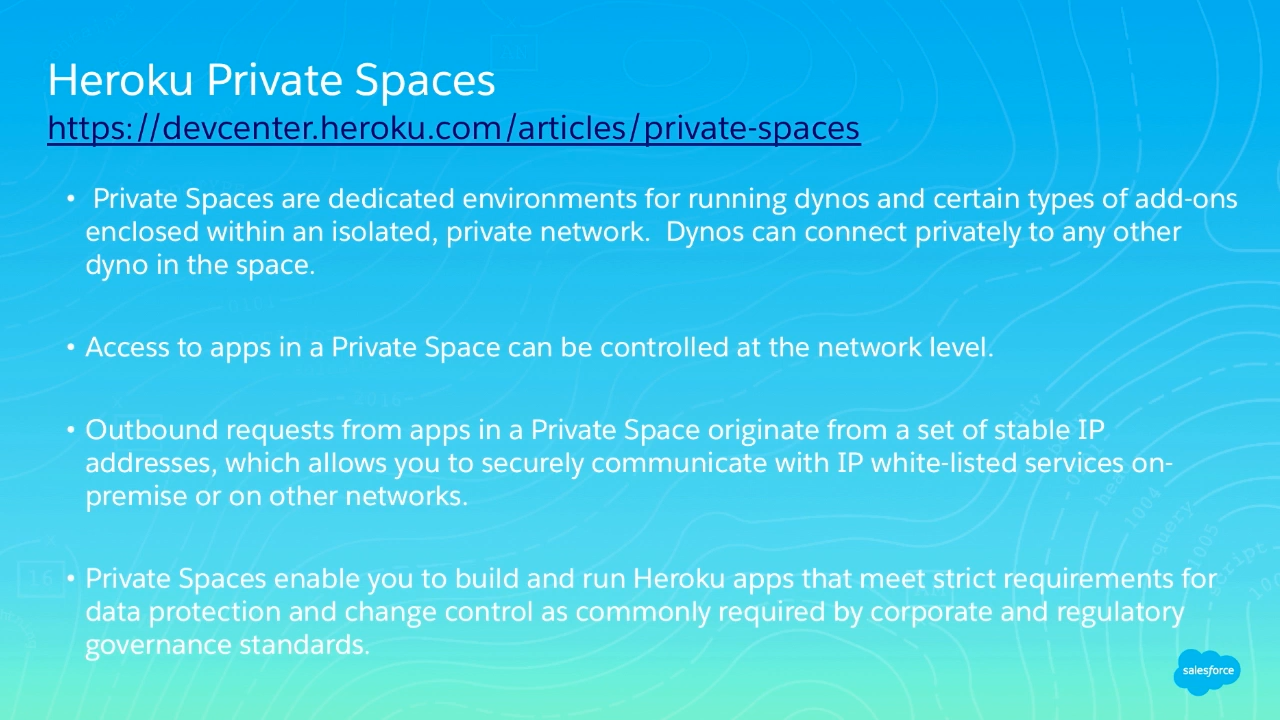 Heroku Private Spaces
https://devcenter.heroku.com/articles/private-spaces
• Private Spaces are dedicated environments for running dynos and certain types of add-ons
enclosed within an isolated, private network.  Dynos can connect privately to any other
dyno in the space.
• Access to apps in a Private Space can be controlled at the network level.
• Outbound requests from apps in a Private Space originate from a set of stable IP
addresses, which allows you to securely communicate with IP white-listed services on-
premise or on other networks.
• Private Spaces enable you to build and run Heroku apps that meet strict requirements for
data protection and change control as commonly required by corporate and regulatory
governance standards.
16
1004
query
1005
script
salesforce